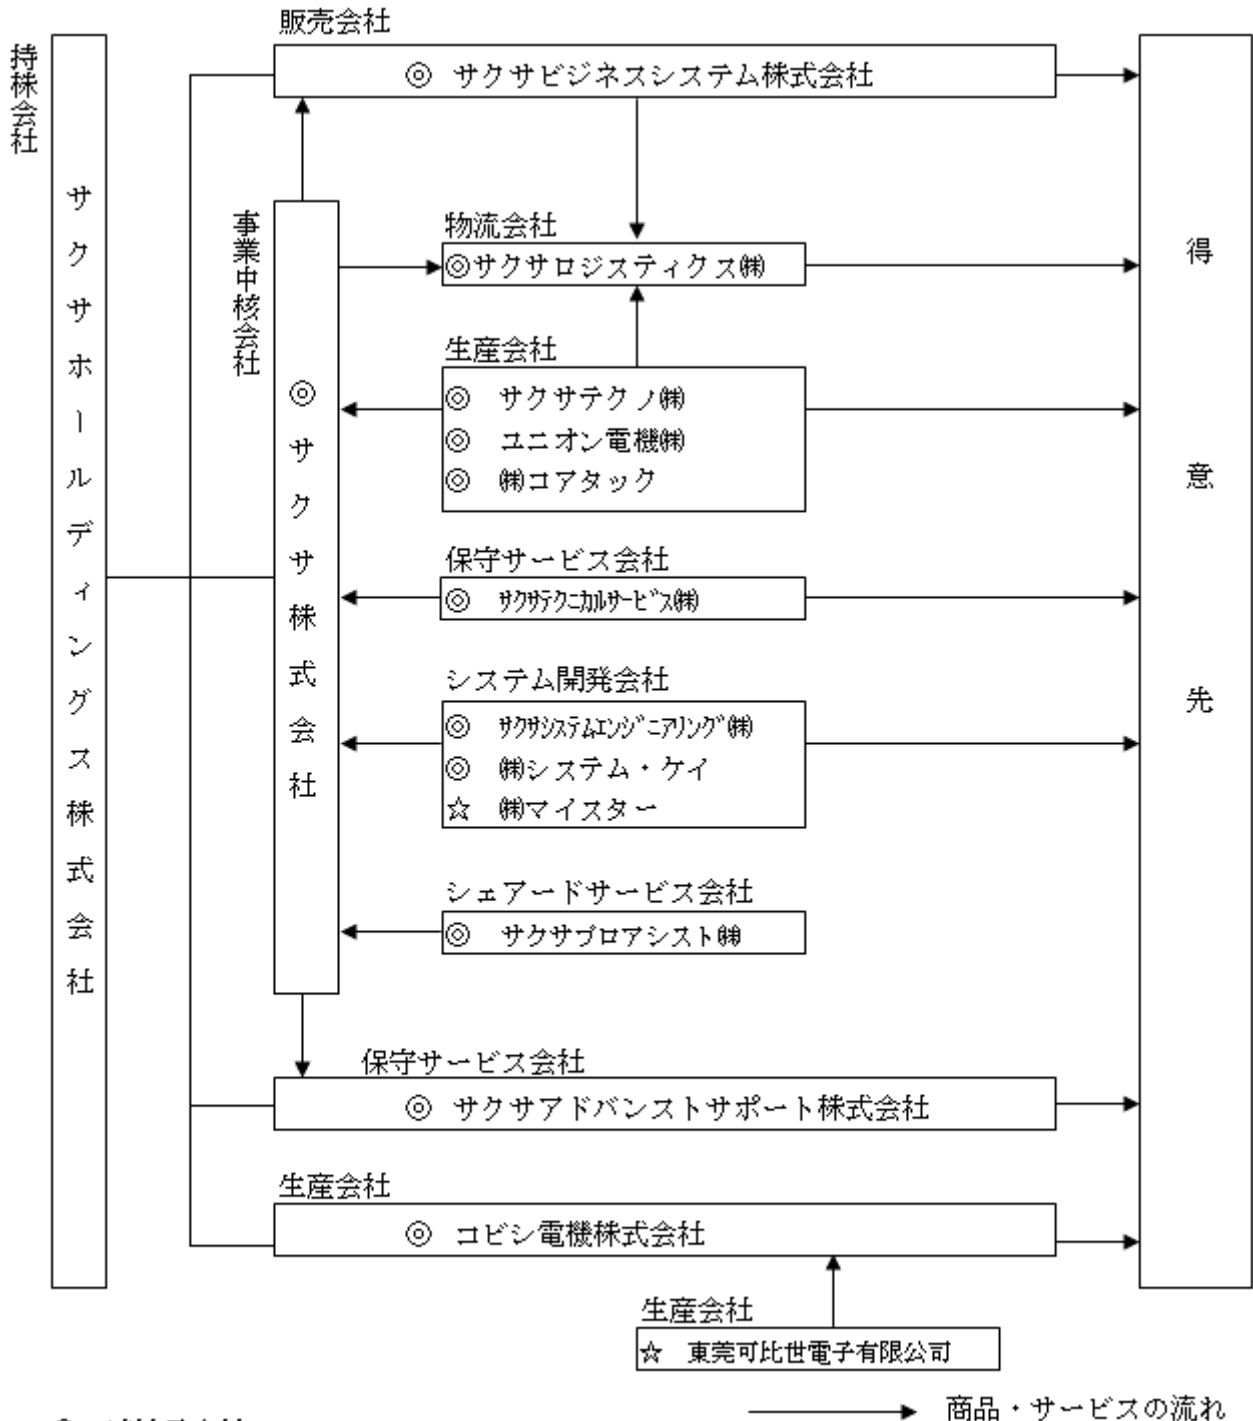 販売会社
持株会社
◎ サクサビジネスシステム株式会社
サクサホールディングス株式会社
事業中核会社
◎サクサ株式会社
物流会社
◎サクサロジスティクス㈱
得意先
生産会社
◎ サクサテクノ㈱
◎ ユニオン電機㈱
◎ ㈱コアタック
保守サービス会社
◎ ｻｸｻﾃｸﾆｶﾙｻｰﾋﾞｽ㈱
システム開発会社
◎ ｻｸｻｼｽﾃﾑｴﾝｼﾞﾆｱﾘﾝｸﾞ㈱
◎ ㈱システム・ケイ
☆ ㈱マイスター
シェアードサービス会社
◎ サクサプロアシスト㈱
保守サービス会社
◎ サクサアドバンストサポート株式会社
生産会社
◎ コビシ電機株式会社
生産会社
☆ 東莞可比世電子有限公司
商品・サービスの流れ